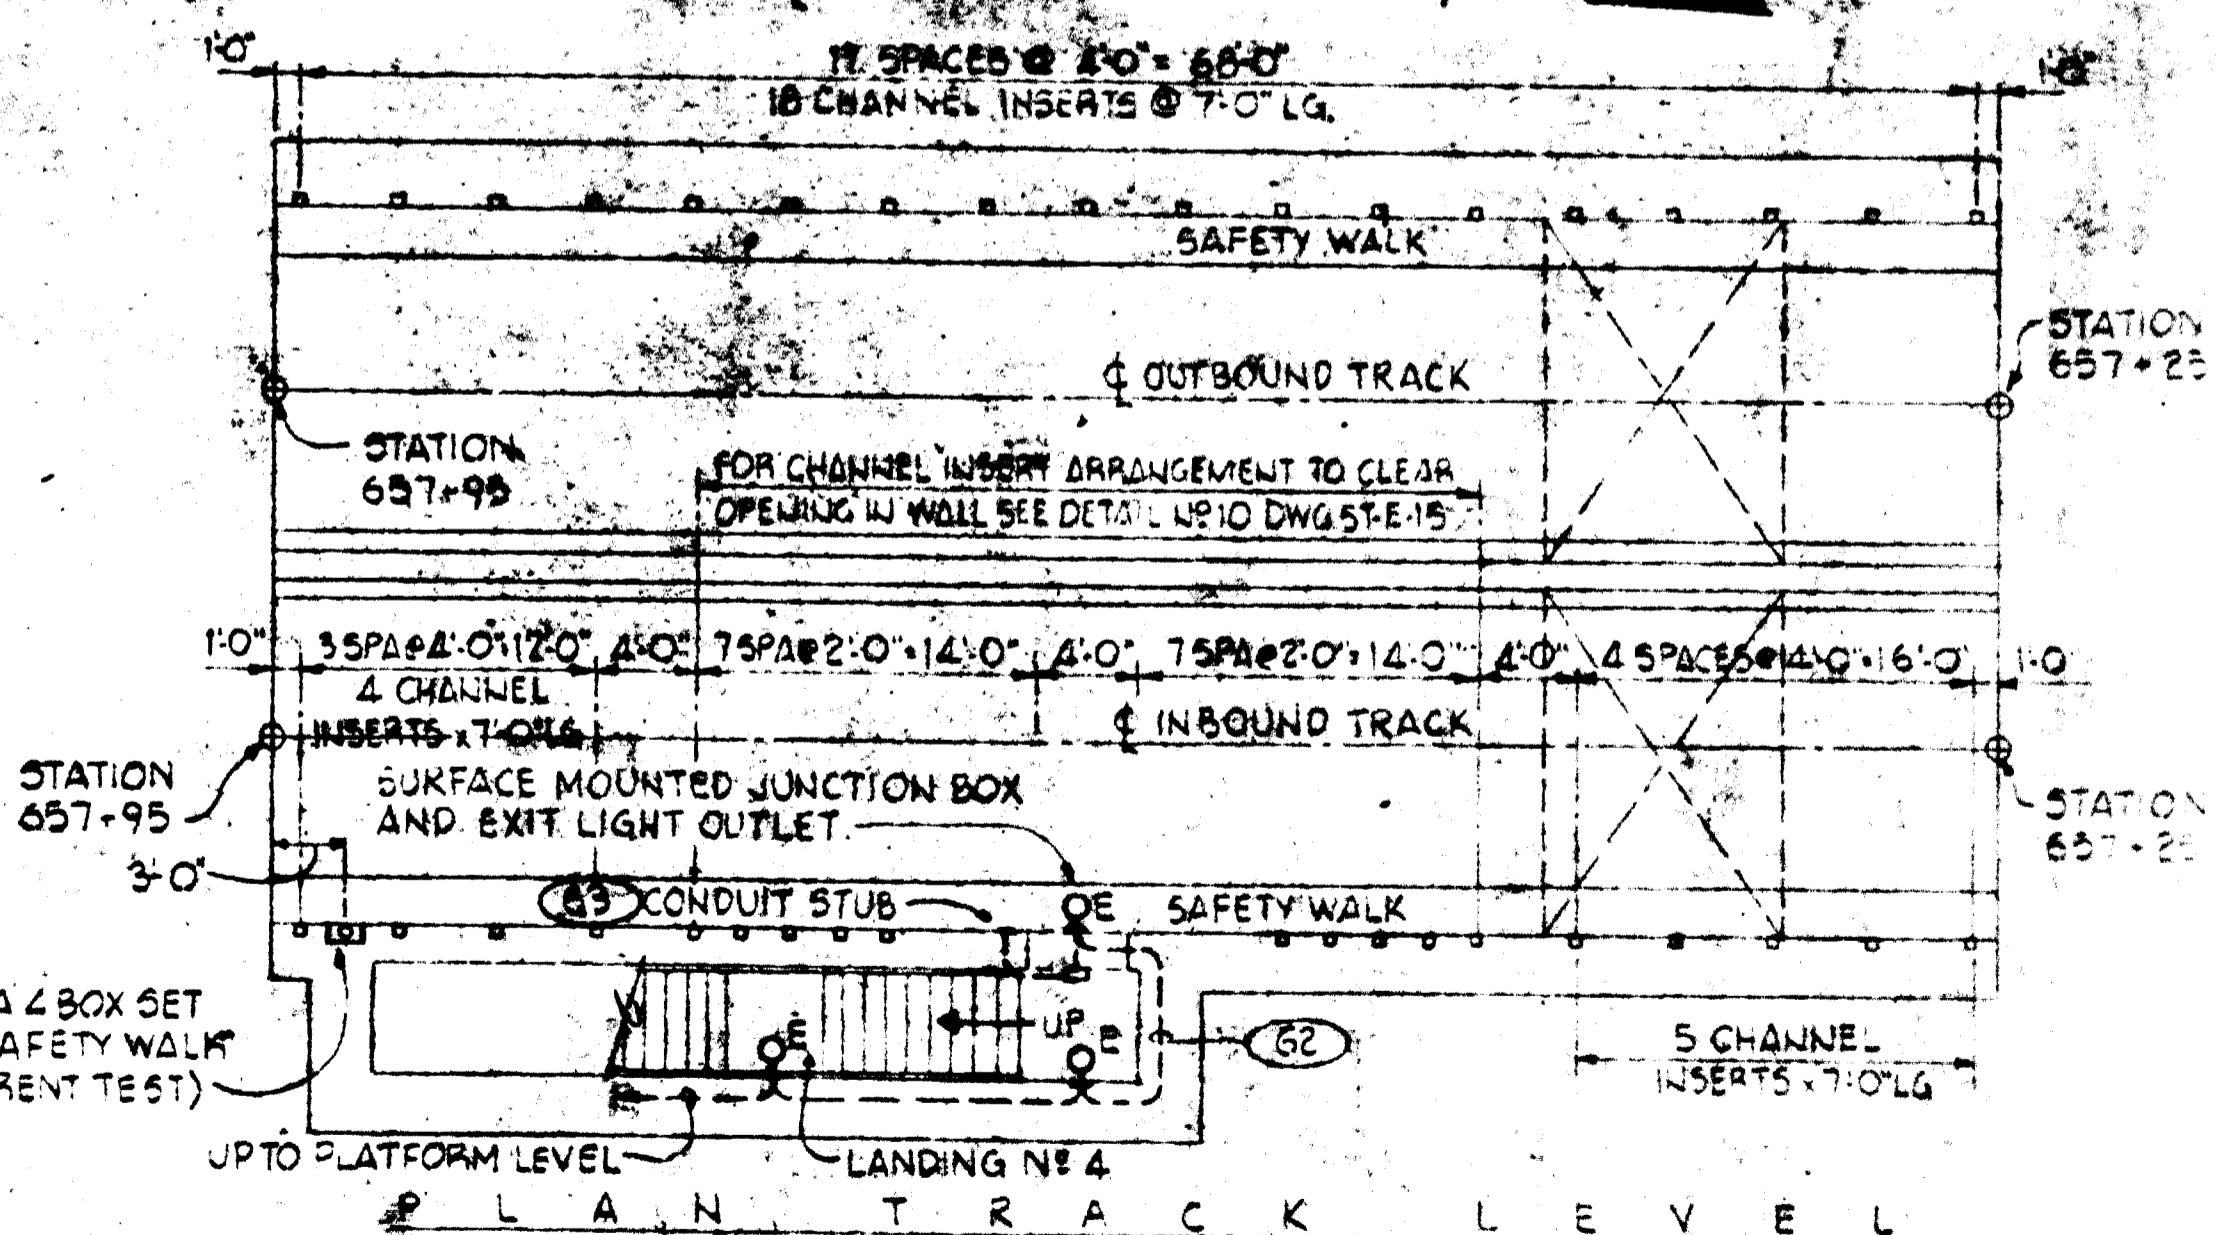 1'-0"
17 SPACES @ 4'-0" = 68'-0"
1'-0"
18 CHANNEL INSERTS @ 7'-0" LG.
SAFETY WALK
STATION
657+25
℄ OUTBOUND TRACK
STATION
657+95
FOR CHANNEL INSERT ARRANGEMENT TO CLEAR
OPENING IN WALL SEE DETAIL Nº 10 DWG ST-E-15
1'-0" 3 SPA @ 4'-0"=12'-0" 4'-0" 7 SPA @ 2'-0"=14'-0" 4'-0" 7 SPA @ 2'-0"=14'-0" 4'-0" 4 SPACES @ 4'-0"=16'-0" 1'-0
4 CHANNEL
INSERTS x 7'-0" LG
℄ INBOUND TRACK
STATION
657+95
SURFACE MOUNTED JUNCTION BOX
AND EXIT LIGHT OUTLET.
STATION
657+25
3'-0"
63 CONDUIT STUB
E
SAFETY WALK
A 4 BOX SET
AFETY WALK
RENT TEST)
E
UP
E
62
5 CHANNEL
INSERTS x 7'-0" LG
UP TO PLATFORM LEVEL
LANDING Nº 4
PLAN TRACK LEVEL